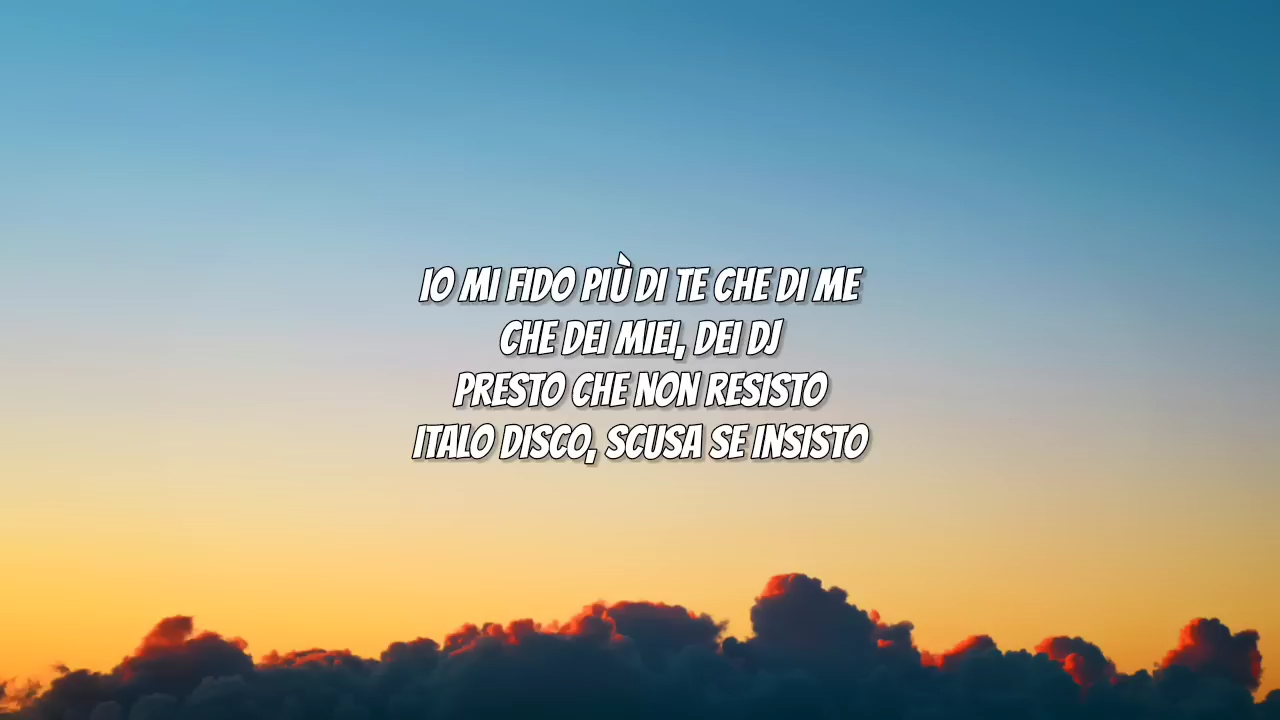 IO MI FIDO PIÙ DI TE CHE DI ME
CHE DEI MIEI, DEI DJ
PRESTO CHE NON RESISTO
ITALO DISCO, SCUSA SE INSISTO